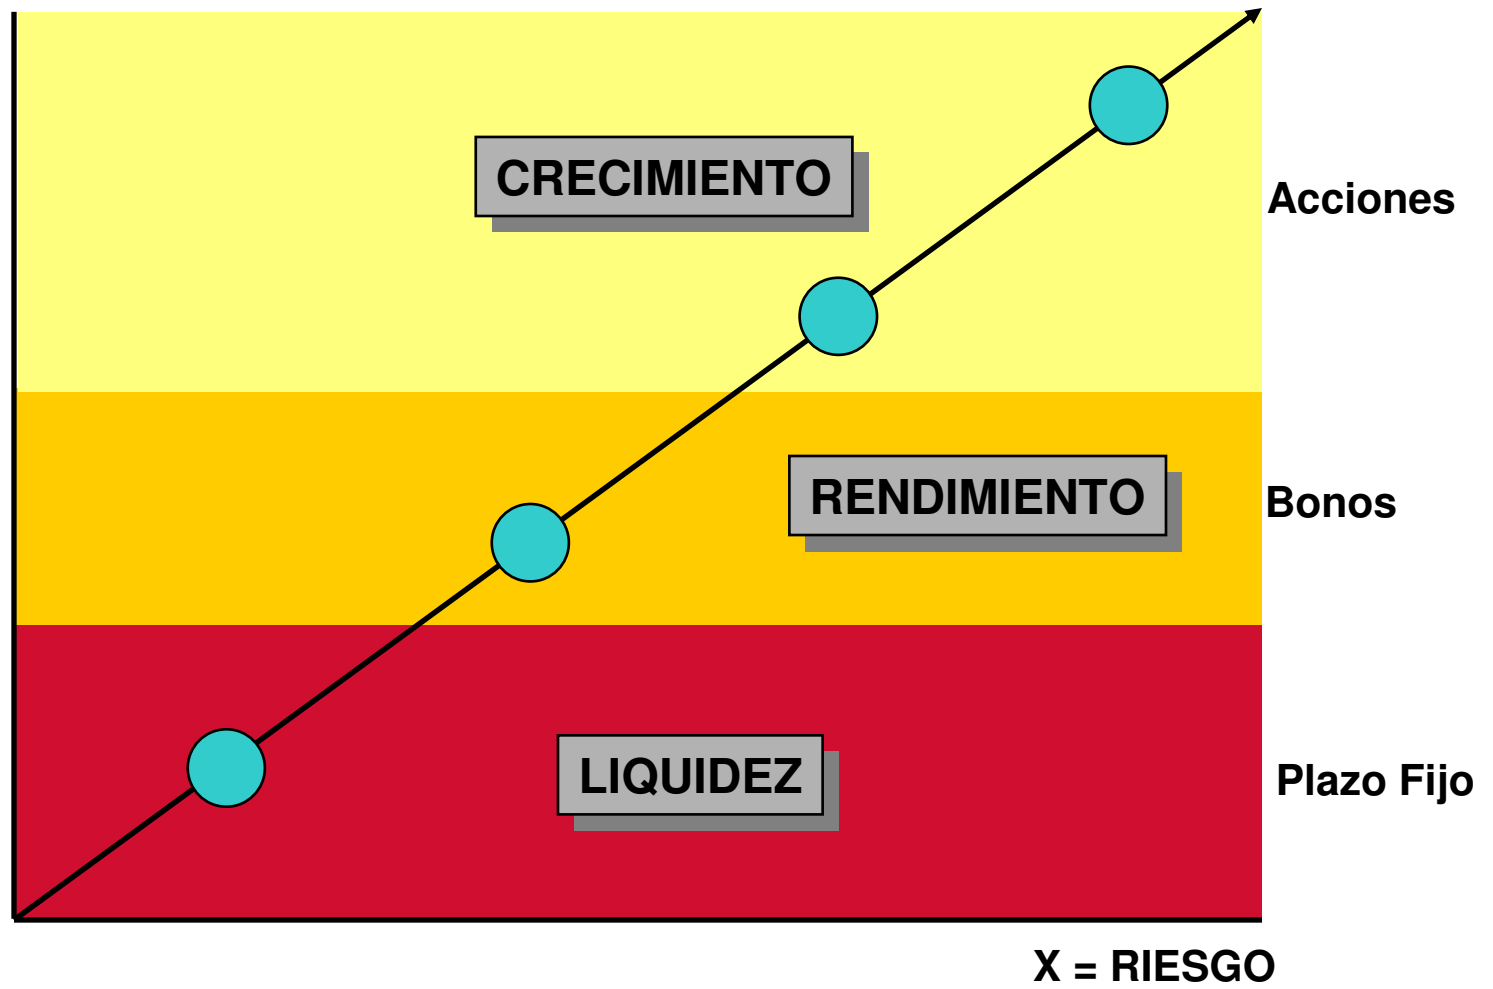 CRECIMIENTO
Acciones
RENDIMIENTO
Bonos
LIQUIDEZ
Plazo Fijo
X = RIESGO